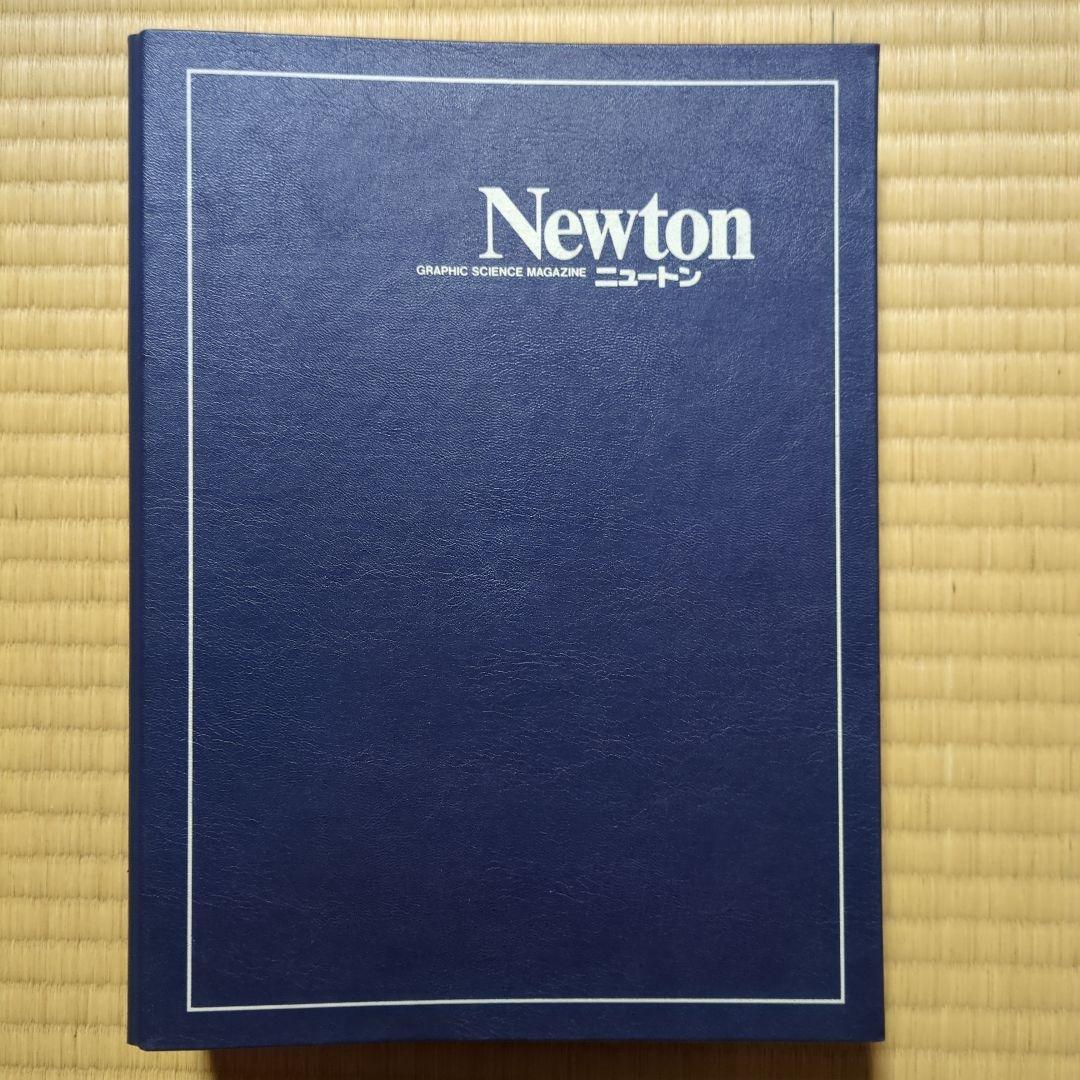 Newton
GRAPHIC SCIENCE MAGAZINE ニュートン